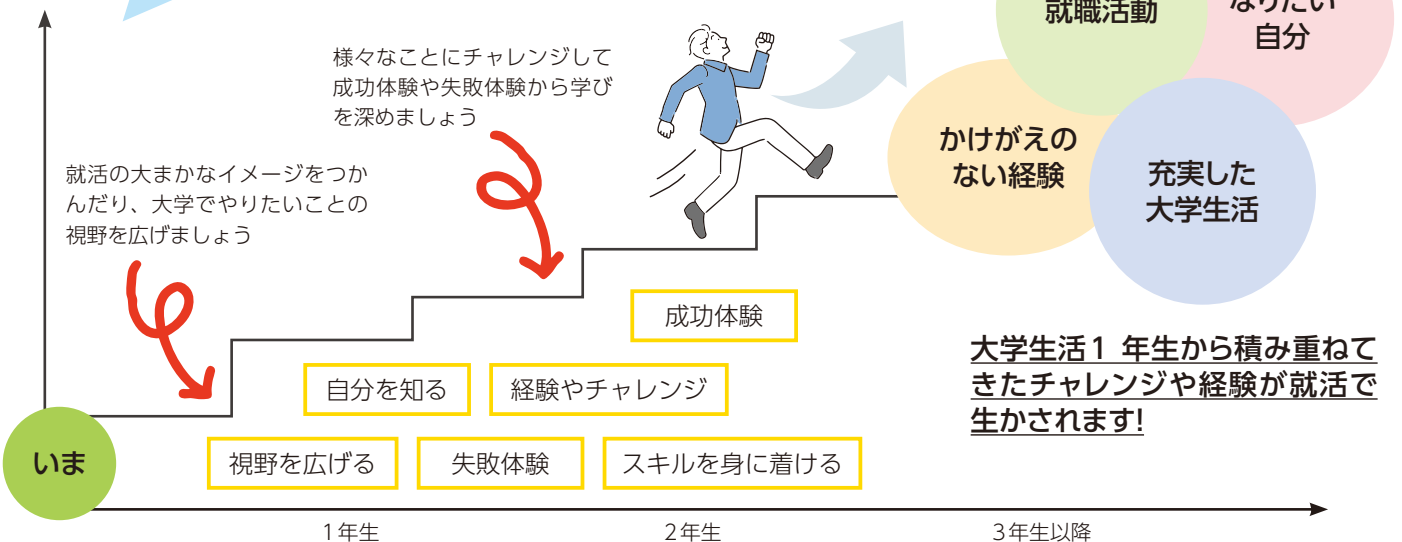 就職活動
なりたい
自分
様々なことにチャレンジして
成功体験や失敗体験から学び
を深めましょう
かけがえの
ない経験
充実した
大学生活
就活の大まかなイメージをつか
んだり、大学でやりたいことの
視野を広げましょう
成功体験
大学生活1 年生から積み重ねて
きたチャレンジや経験が就活で
生かされます!
自分を知る
経験やチャレンジ
いま
視野を広げる
失敗体験
スキルを身に着ける
1年生
2年生
3年生以降